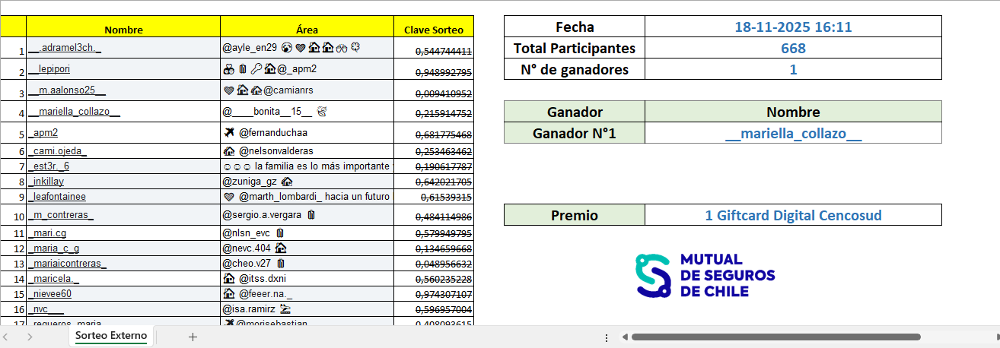 Nombre Área Clave Sorteo
1 __.adramel3ch._ @ayle_en29 0,544744411
2 __lepipori @_apm2 0,948992795
3 __m.aalonso25__ @camianrs 0,009410952
4 __mariella_collazo__ @____bonita__15__ 0,215914752
5 _apm2 @fernanduchaa 0,681775468
6 _cami.ojeda_ @nelsonvalderas 0,253463462
7 _est3r._6 ☺☺☺ la familia es lo más importante 0,190617787
8 _inkillay @zuniga_gz 0,642021705
9 _leafontainee @marth_lombardi_ hacia un futuro 0,61539315
10 _m_contreras_ @sergio.a.vergara 0,484114986
11 _mari.cg @nlsn_evc 0,579949795
12 _maria_c_g @nevc.404 0,134659668
13 _mariaicontreras_ @cheo.v27 0,048956632
14 _maricela._ @itss.dxni 0,560235228
15 _nievee60 @feeer.na._ 0,974307107
16 _nvc___ @isa.ramirz 0,596957004
17 _requeros_maria_ @morisebastian 0,408093615
Fecha 18-11-2025 16:11
Total Participantes 668
N° de ganadores 1
Ganador Nombre
Ganador N°1 __mariella_collazo__
Premio 1 Giftcard Digital Cencosud
MUTUAL
DE SEGUROS
DE CHILE
Sorteo Externo